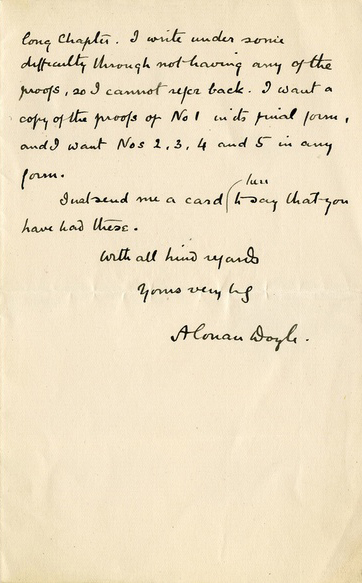 long Chapter. I write under some
difficulty through not having any of the
proofs, so I cannot refer back. I want a
copy of the proofs of No 1 in its final form,
and I want Nos 2, 3, 4 and 5 in any
form.
Just send me a card
to say that you
have had these.
With all kind regards
Yours very
A Conan Doyle.